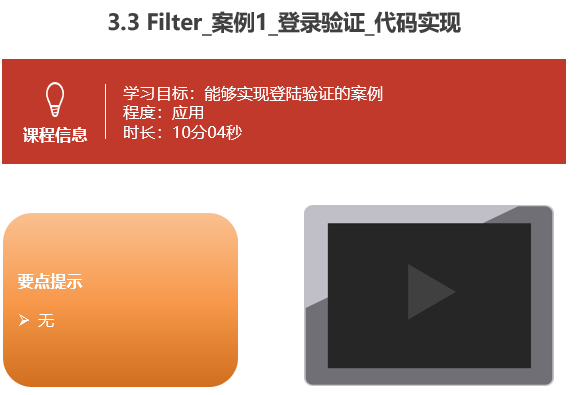 3.3 Filter_案例1_登录验证_代码实现
学习目标：能够实现登陆验证的案例
程度：应用
时长：10分04秒
课程信息
要点提示
➢ 无